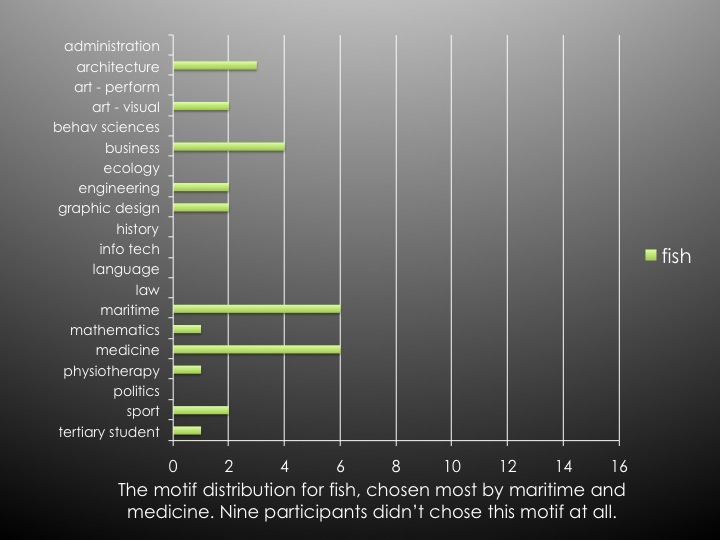 administration
architecture
art - perform
art - visual
behav sciences
business
ecology
engineering
graphic design
history
info tech
language
law
maritime
mathematics
medicine
physiotherapy
politics
sport
tertiary student
0 2 4 6 8 10 12 14 16
fish
The motif distribution for fish, chosen most by maritime and
medicine. Nine participants didn’t chose this motif at all.